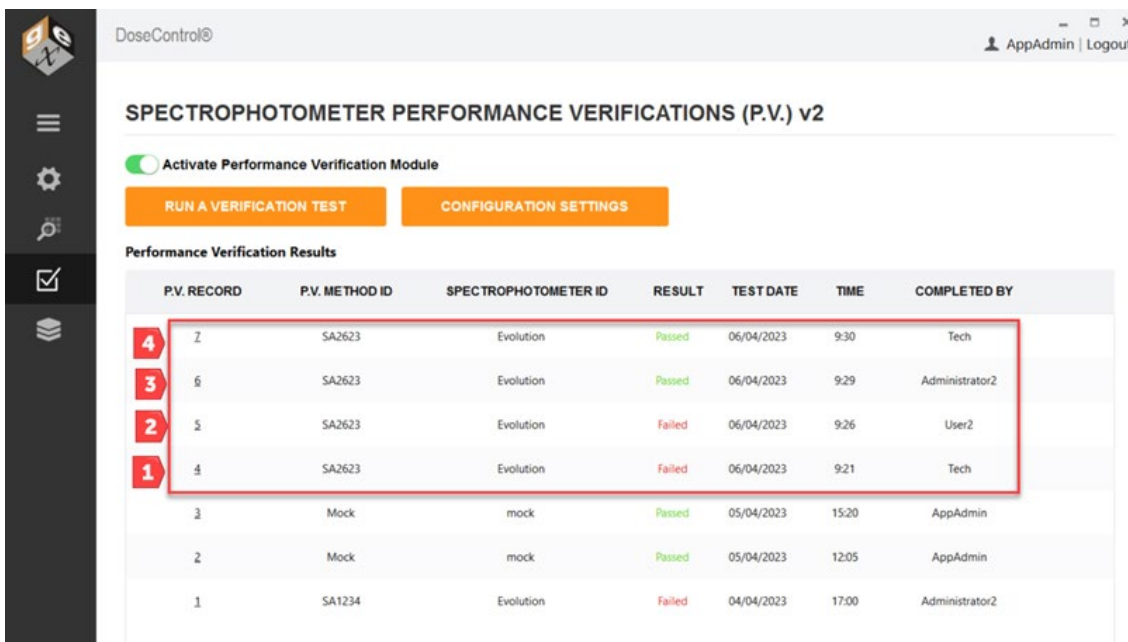 gex
DoseControl®
AppAdmin | Logout
SPECTROPHOTOMETER PERFORMANCE VERIFICATIONS (P.V.) v2
Activate Performance Verification Module
RUN A VERIFICATION TEST CONFIGURATION SETTINGS
Performance Verification Results
P.V. RECORD P.V. METHOD ID SPECTROPHOTOMETER ID RESULT TEST DATE TIME COMPLETED BY
4 7 SA2623 Evolution Passed 06/04/2023 9:30 Tech
3 6 SA2623 Evolution Passed 06/04/2023 9:29 Administrator2
2 5 SA2623 Evolution Failed 06/04/2023 9:26 User2
1 4 SA2623 Evolution Failed 06/04/2023 9:21 Tech
3 Mock mock Passed 05/04/2023 15:20 AppAdmin
2 Mock mock Passed 05/04/2023 12:05 AppAdmin
1 SA1234 Evolution Failed 04/04/2023 17:00 Administrator2